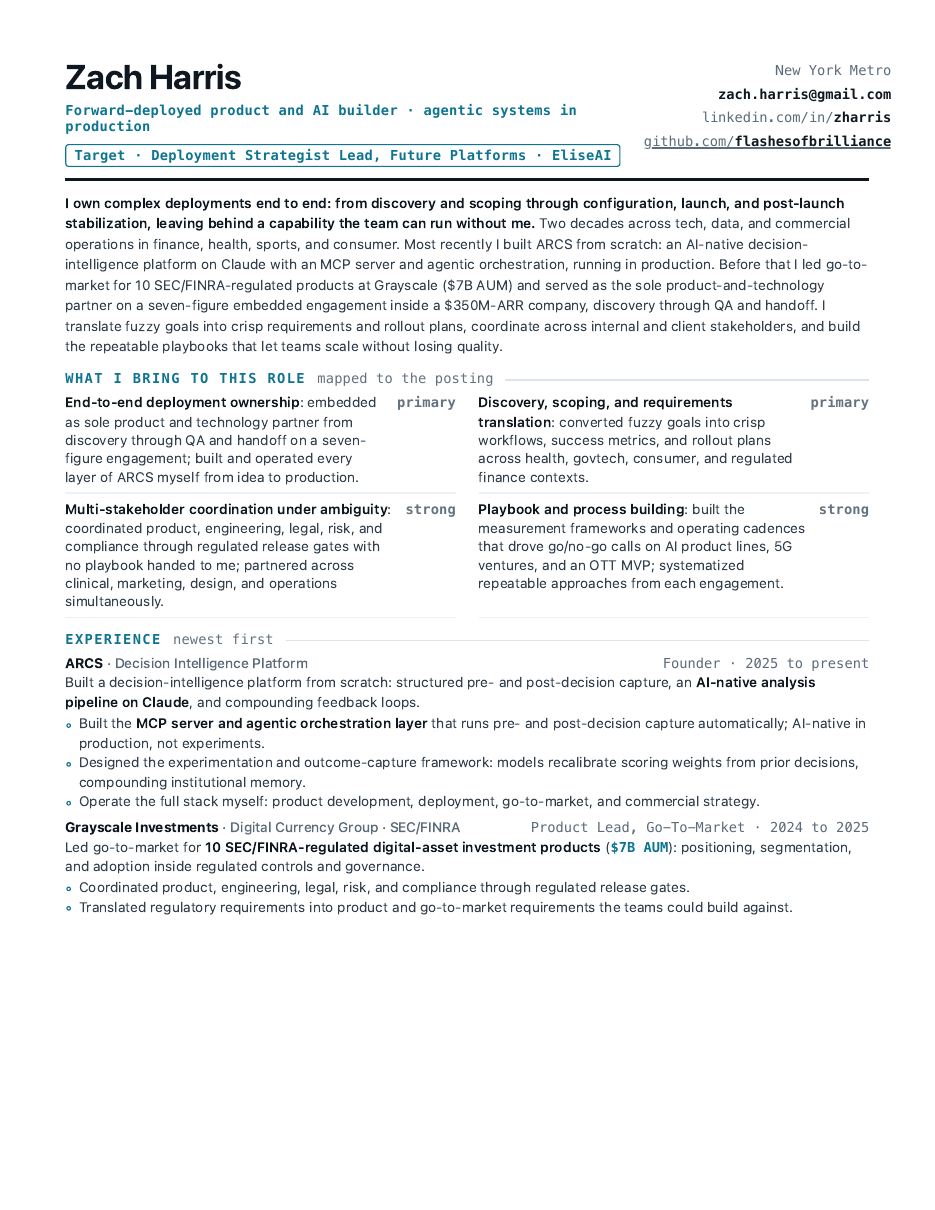 Zach Harris
New York Metro
zach.harris@gmail.com
linkedin.com/in/zharris
github.com/flashesofbrilliance
Forward-deployed product and AI builder · agentic systems in
production
Target · Deployment Strategist Lead, Future Platforms · EliseAI
I own complex deployments end to end: from discovery and scoping through configuration, launch, and post-launch
stabilization, leaving behind a capability the team can run without me. Two decades across tech, data, and commercial
operations in finance, health, sports, and consumer. Most recently I built ARCS from scratch: an AI-native decision-
intelligence platform on Claude with an MCP server and agentic orchestration, running in production. Before that I led go-to-
market for 10 SEC/FINRA-regulated products at Grayscale ($7B AUM) and served as the sole product-and-technology
partner on a seven-figure embedded engagement inside a $350M-ARR company, discovery through QA and handoff. I
translate fuzzy goals into crisp requirements and rollout plans, coordinate across internal and client stakeholders, and build
the repeatable playbooks that let teams scale without losing quality.
WHAT I BRING TO THIS ROLE mapped to the posting
End-to-end deployment ownership: embedded primary
as sole product and technology partner from
discovery through QA and handoff on a seven-
figure engagement; built and operated every
layer of ARCS myself from idea to production.
Discovery, scoping, and requirements primary
translation: converted fuzzy goals into crisp
workflows, success metrics, and rollout plans
across health, govtech, consumer, and regulated
finance contexts.
Multi-stakeholder coordination under ambiguity: strong
coordinated product, engineering, legal, risk, and
compliance through regulated release gates with
no playbook handed to me; partnered across
clinical, marketing, design, and operations
simultaneously.
Playbook and process building: built the strong
measurement frameworks and operating cadences
that drove go/no-go calls on AI product lines, 5G
ventures, and an OTT MVP; systematized
repeatable approaches from each engagement.
EXPERIENCE newest first
ARCS · Decision Intelligence Platform Founder · 2025 to present
Built a decision-intelligence platform from scratch: structured pre- and post-decision capture, an AI-native analysis
pipeline on Claude, and compounding feedback loops.
Built the MCP server and agentic orchestration layer that runs pre- and post-decision capture automatically; AI-native in
production, not experiments.
Designed the experimentation and outcome-capture framework: models recalibrate scoring weights from prior decisions,
compounding institutional memory.
Operate the full stack myself: product development, deployment, go-to-market, and commercial strategy.
Grayscale Investments · Digital Currency Group · SEC/FINRA Product Lead, Go-To-Market · 2024 to 2025
Led go-to-market for 10 SEC/FINRA-regulated digital-asset investment products ($7B AUM): positioning, segmentation,
and adoption inside regulated controls and governance.
Coordinated product, engineering, legal, risk, and compliance through regulated release gates.
Translated regulatory requirements into product and go-to-market requirements the teams could build against.